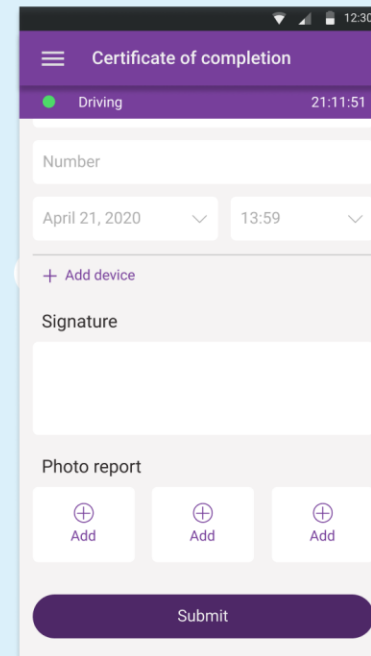 12:30
Certificate of completion
Driving 21:11:51
Number
April 21, 2020 13:59
+ Add device
Signature
Photo report
Add Add Add
Submit